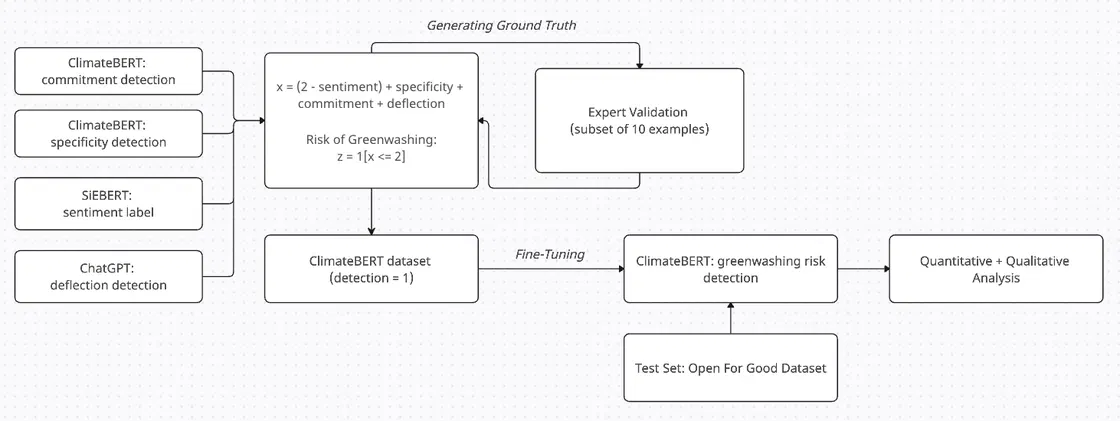 Generating Ground Truth
ClimateBERT:
commitment detection
ClimateBERT:
specificity detection
SiEBERT:
sentiment label
ChatGPT:
deflection detection
x = (2 - sentiment) + specificity +
commitment + deflection
Risk of Greenwashing:
z = 1[x <= 2]
Expert Validation
(subset of 10 examples)
ClimateBERT dataset
(detection = 1)
Fine-Tuning
ClimateBERT: greenwashing risk
detection
Quantitative + Qualitative
Analysis
Test Set: Open For Good Dataset